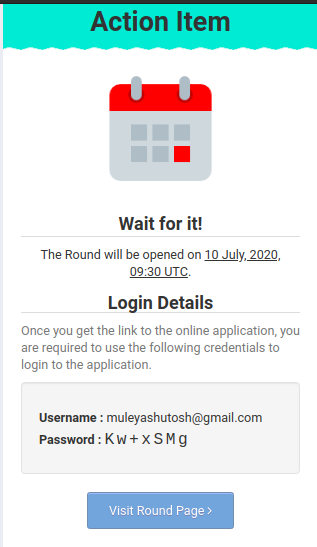 Action Item
Wait for it!
The Round will be opened on 10 July, 2020,
09:30 UTC.
Login Details
Once you get the link to the online application, you
are required to use the following credentials to
login to the application.
Username : muleyashutosh@gmail.com
Password : Kw+xSMg
Visit Round Page ›